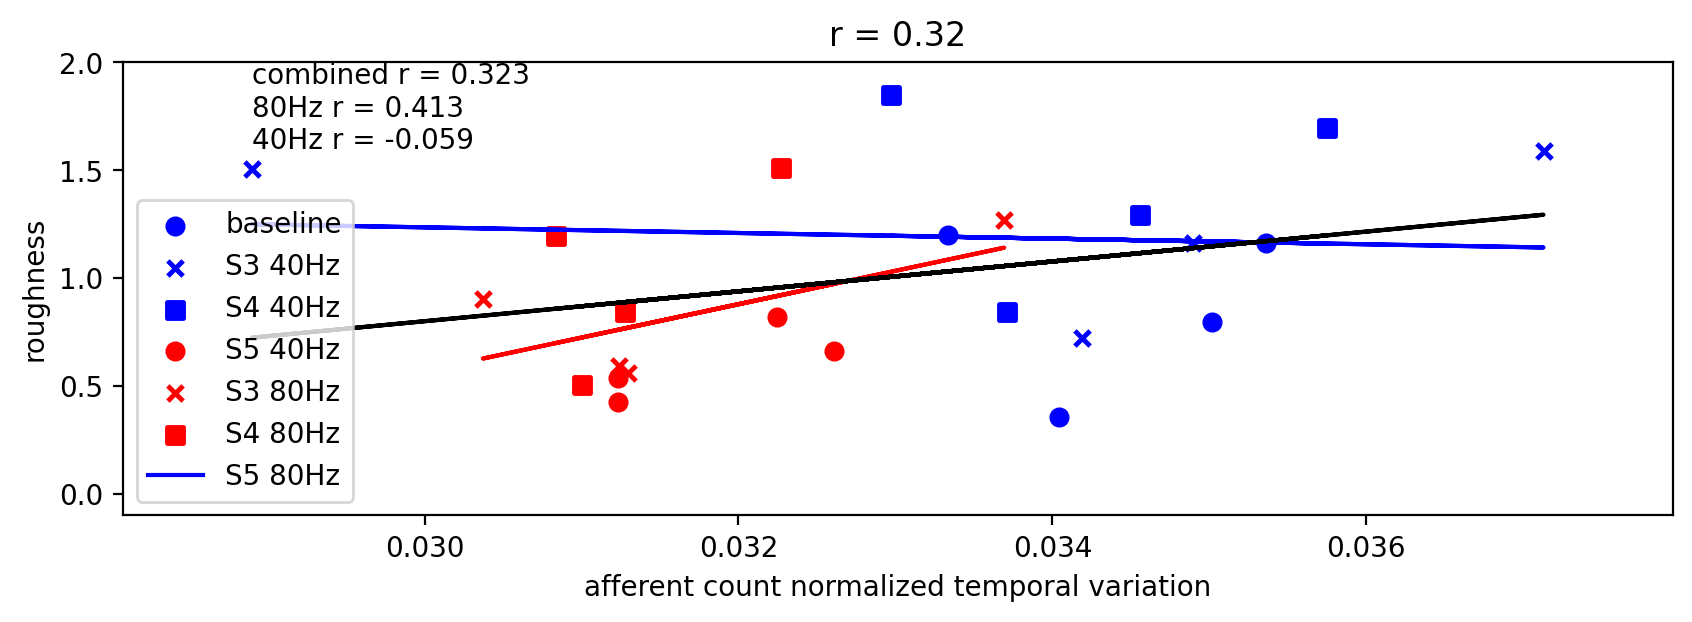 r = 0.32
combined r = 0.323
80Hz r = 0.413
40Hz r = -0.059
roughness
2.0
1.5
1.0
0.5
0.0
baseline
S3 40Hz
S4 40Hz
S5 40Hz
S3 80Hz
S4 80Hz
S5 80Hz
0.030 0.032 0.034 0.036
afferent count normalized temporal variation